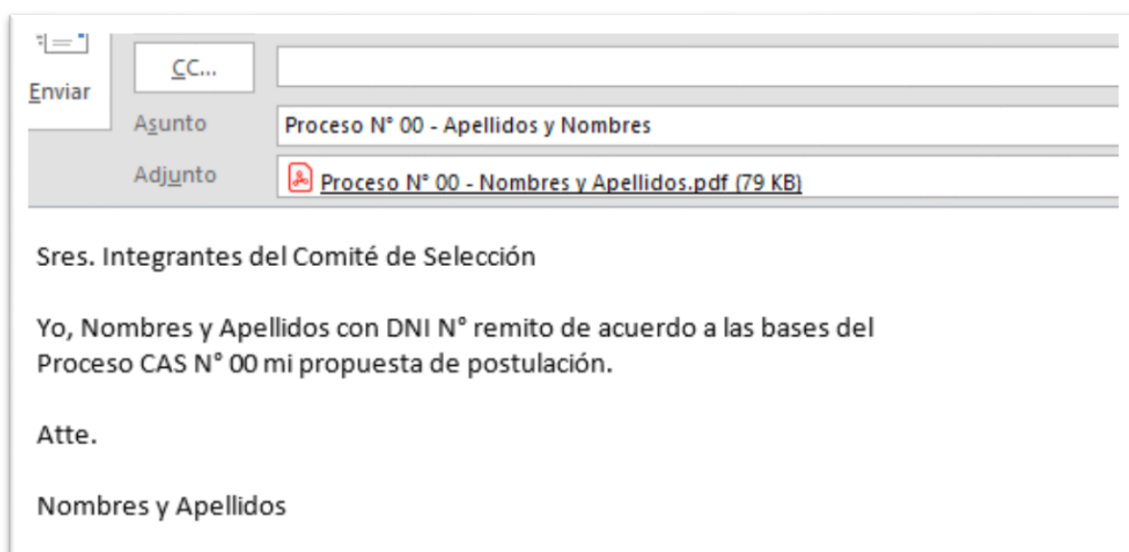 CC...
Enviar
Asunto
Proceso N° 00 - Apellidos y Nombres
Adjunto
Proceso N° 00 - Nombres y Apellidos.pdf (79 KB)
Sres. Integrantes del Comité de Selección
Yo, Nombres y Apellidos con DNI N° remito de acuerdo a las bases del
Proceso CAS N° 00 mi propuesta de postulación.
Atte.
Nombres y Apellidos